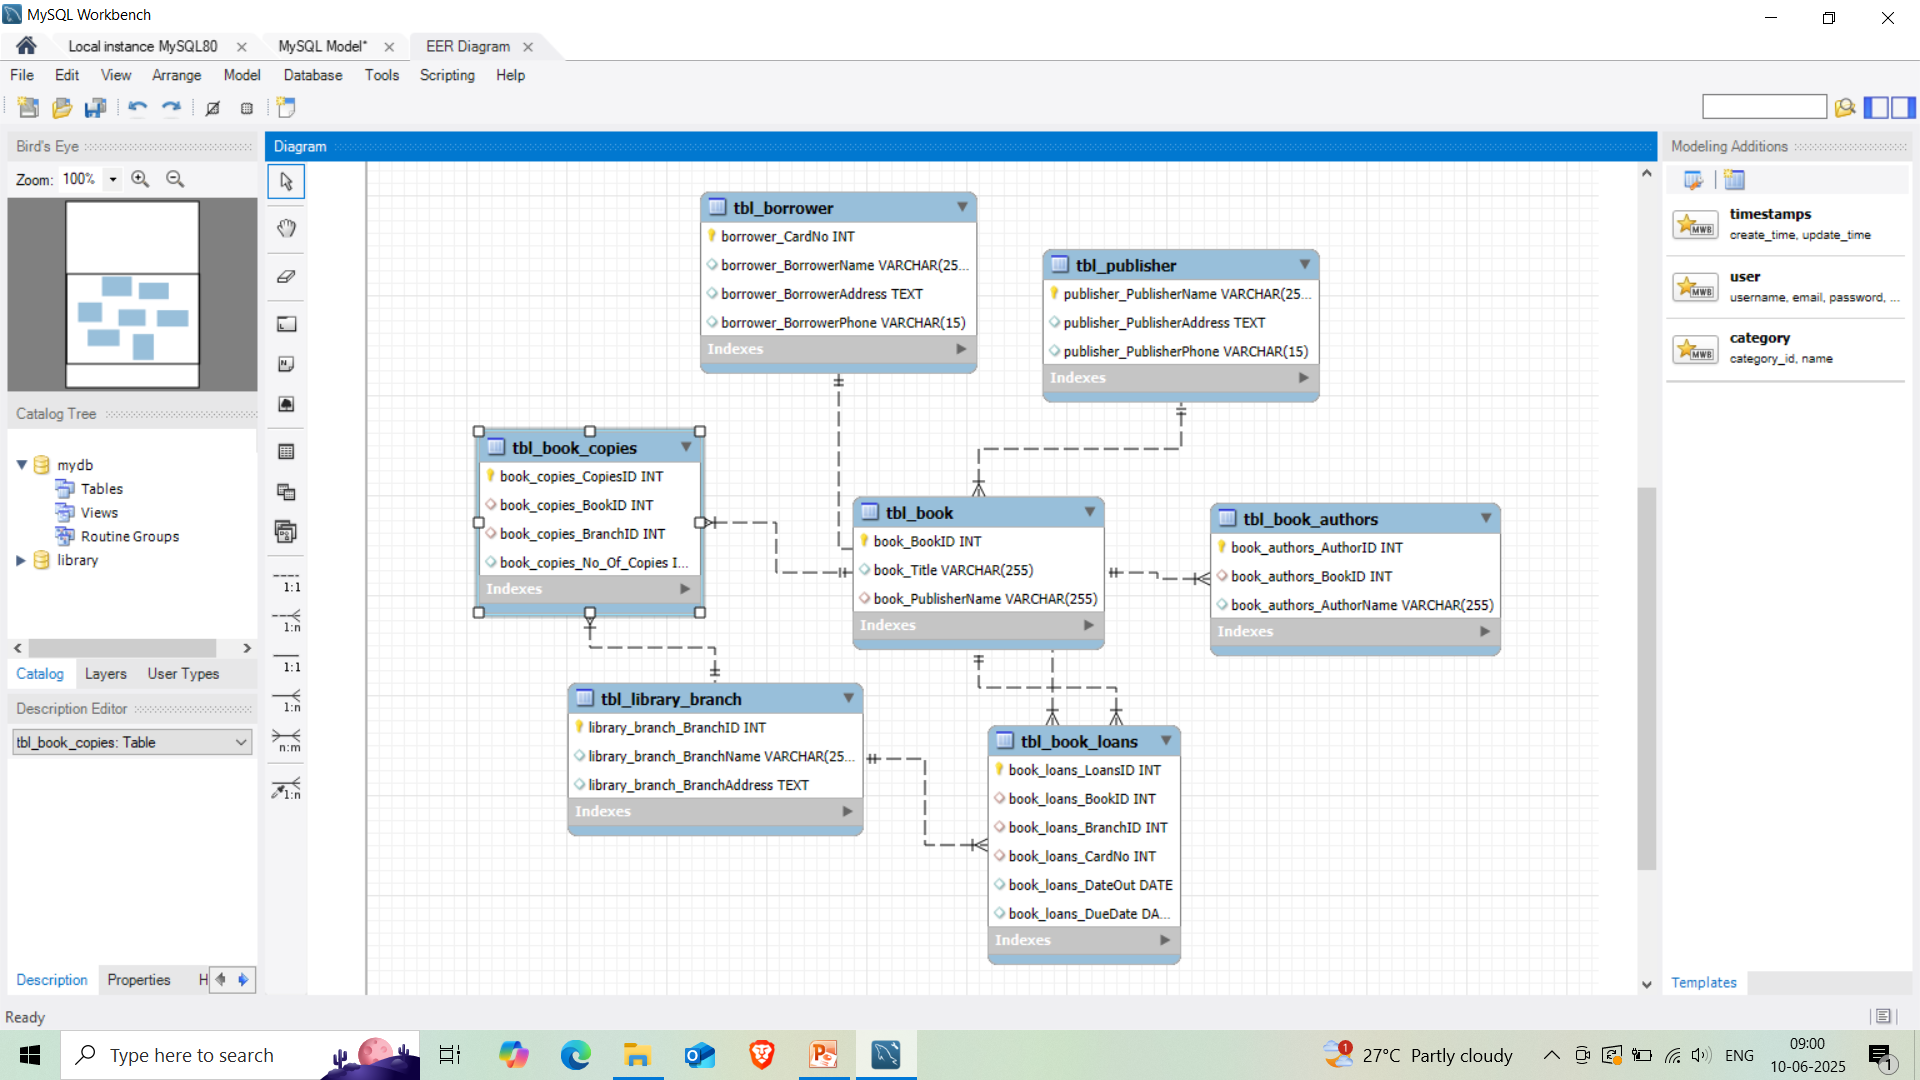 MySQL Workbench
Local instance MySQL80
MySQL Model*
EER Diagram
File Edit View Arrange Model Database Tools Scripting Help
Bird's Eye
Zoom: 100%
Catalog Tree
mydb
Tables
Views
Routine Groups
library
Catalog Layers User Types
Description Editor
tbl_book_copies: Table
Description Properties H
Ready
Diagram
1:1
1:n
1:1
1:n
n:m
1:n
tbl_borrower
borrower_CardNo INT
borrower_BorrowerName VARCHAR(25...
borrower_BorrowerAddress TEXT
borrower_BorrowerPhone VARCHAR(15)
Indexes
tbl_publisher
publisher_PublisherName VARCHAR(25...
publisher_PublisherAddress TEXT
publisher_PublisherPhone VARCHAR(15)
Indexes
tbl_book_copies
book_copies_CopiesID INT
book_copies_BookID INT
book_copies_BranchID INT
book_copies_No_Of_Copies I...
Indexes
tbl_book
book_BookID INT
book_Title VARCHAR(255)
book_PublisherName VARCHAR(255)
Indexes
tbl_book_authors
book_authors_AuthorID INT
book_authors_BookID INT
book_authors_AuthorName VARCHAR(255)
Indexes
tbl_library_branch
library_branch_BranchID INT
library_branch_BranchName VARCHAR(25...
library_branch_BranchAddress TEXT
Indexes
tbl_book_loans
book_loans_LoansID INT
book_loans_BookID INT
book_loans_BranchID INT
book_loans_CardNo INT
book_loans_DateOut DATE
book_loans_DueDate DA...
Indexes
Modeling Additions
MWB
timestamps
create_time, update_time
MWB
user
username, email, password, ...
MWB
category
category_id, name
Templates
Type here to search
1
27°C Partly cloudy
ENG
09:00
10-06-2025
1